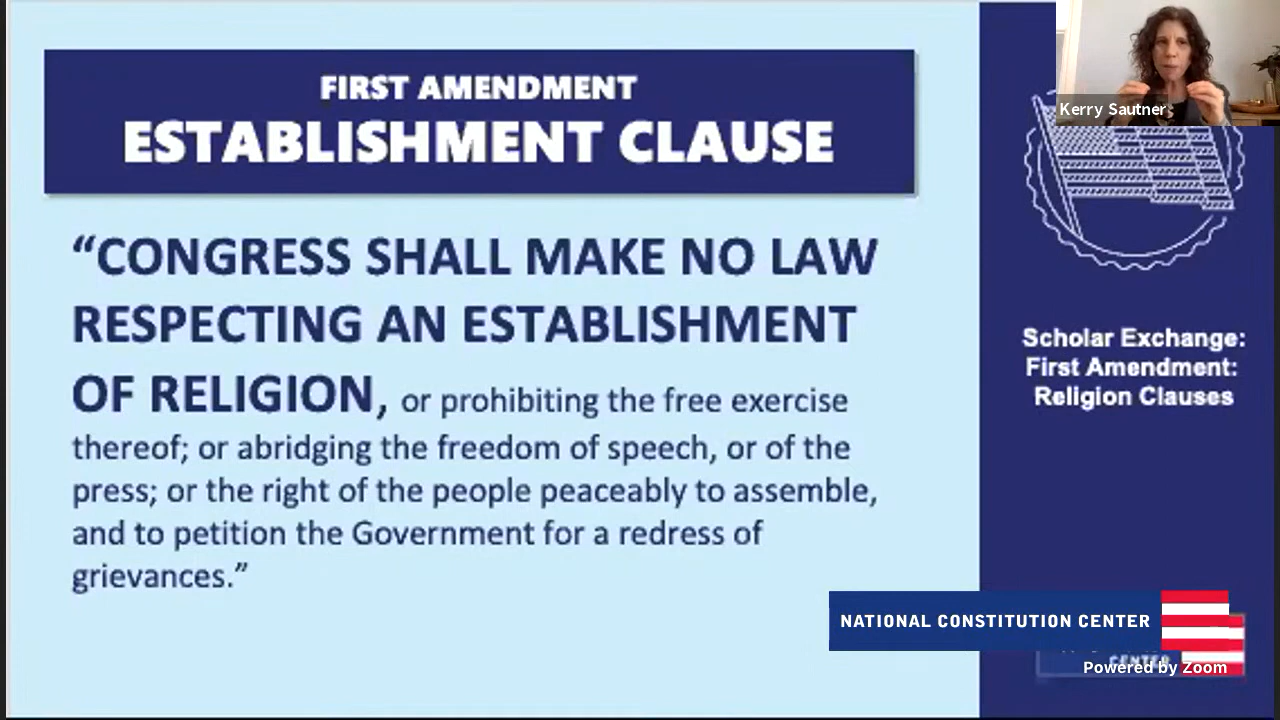 FIRST AMENDMENT
ESTABLISHMENT CLAUSE
“CONGRESS SHALL MAKE NO LAW
RESPECTING AN ESTABLISHMENT
OF RELIGION, or prohibiting the free exercise
thereof; or abridging the freedom of speech, or of the
press; or the right of the people peaceably to assemble,
and to petition the Government for a redress of
grievances.”
Kerry Sautner
Scholar Exchange:
First Amendment:
Religion Clauses
NATIONAL CONSTITUTION CENTER
CENTER
Powered by Zoom